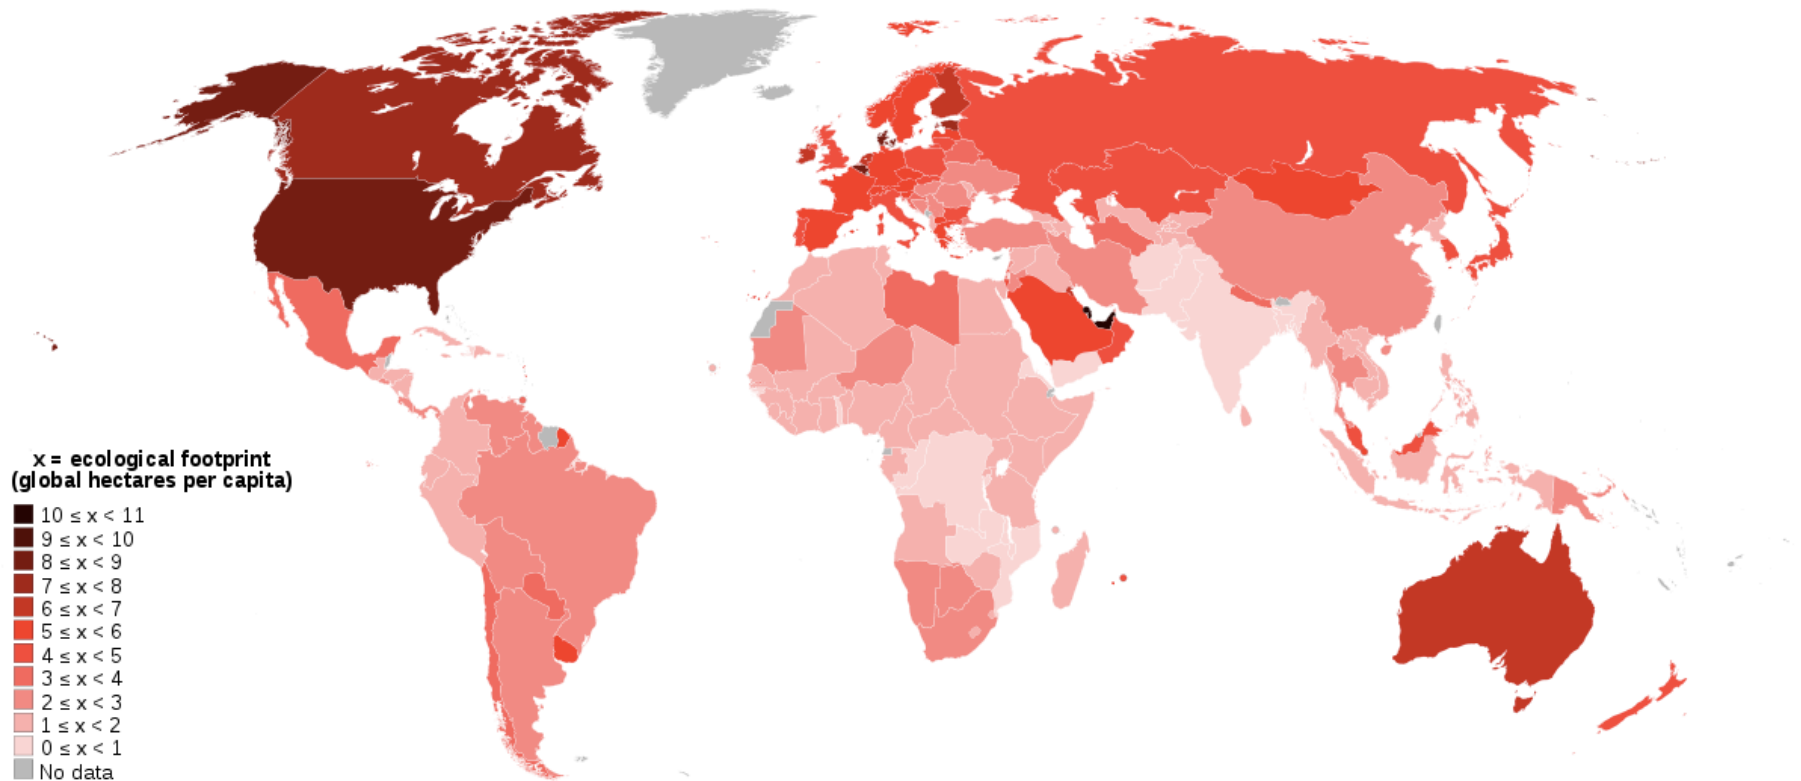 x = ecological footprint
(global hectares per capita)
10 ≤ x < 11
9 ≤ x < 10
8 ≤ x < 9
7 ≤ x < 8
6 ≤ x < 7
5 ≤ x < 6
4 ≤ x < 5
3 ≤ x < 4
2 ≤ x < 3
1 ≤ x < 2
0 ≤ x < 1
No data